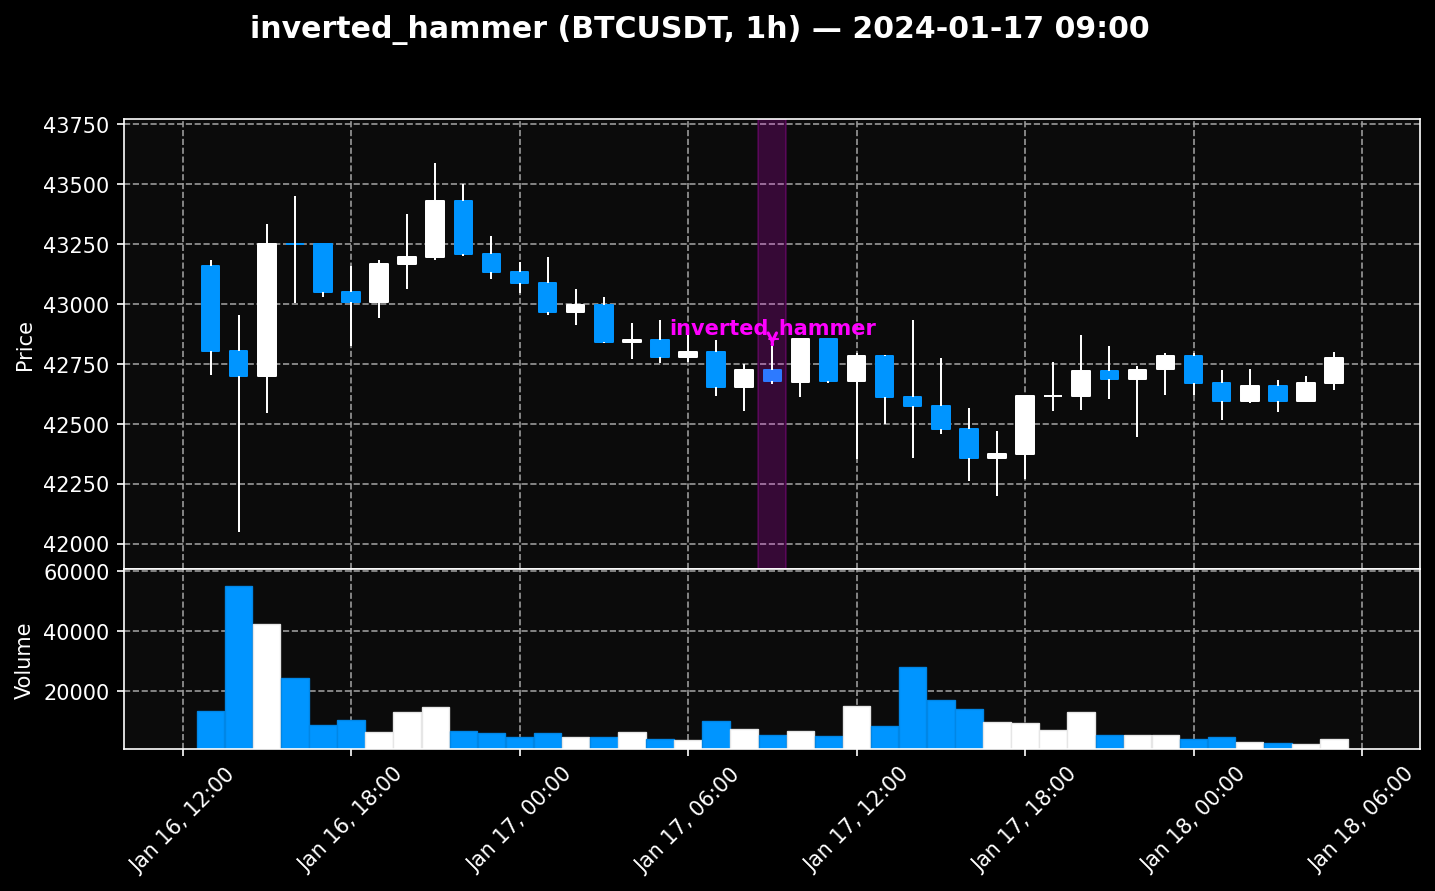 inverted_hammer (BTCUSDT, 1h) — 2024-01-17 09:00
43750
43500
43250
43000
42750
42500
42250
42000
Price
inverted_hammer
60000
40000
20000
Volume
Jan 16, 12:00
Jan 16, 18:00
Jan 17, 00:00
Jan 17, 06:00
Jan 17, 12:00
Jan 17, 18:00
Jan 18, 00:00
Jan 18, 06:00